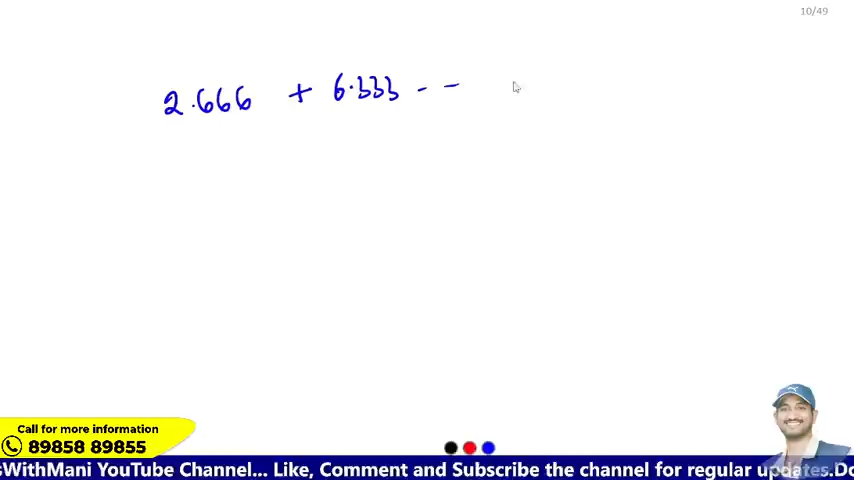 10/49
2.666 + 6.333 - -
Call for more information
89858 89855
sWithMani YouTube Channel... Like, Comment and Subscribe the channel for regular updates.Do